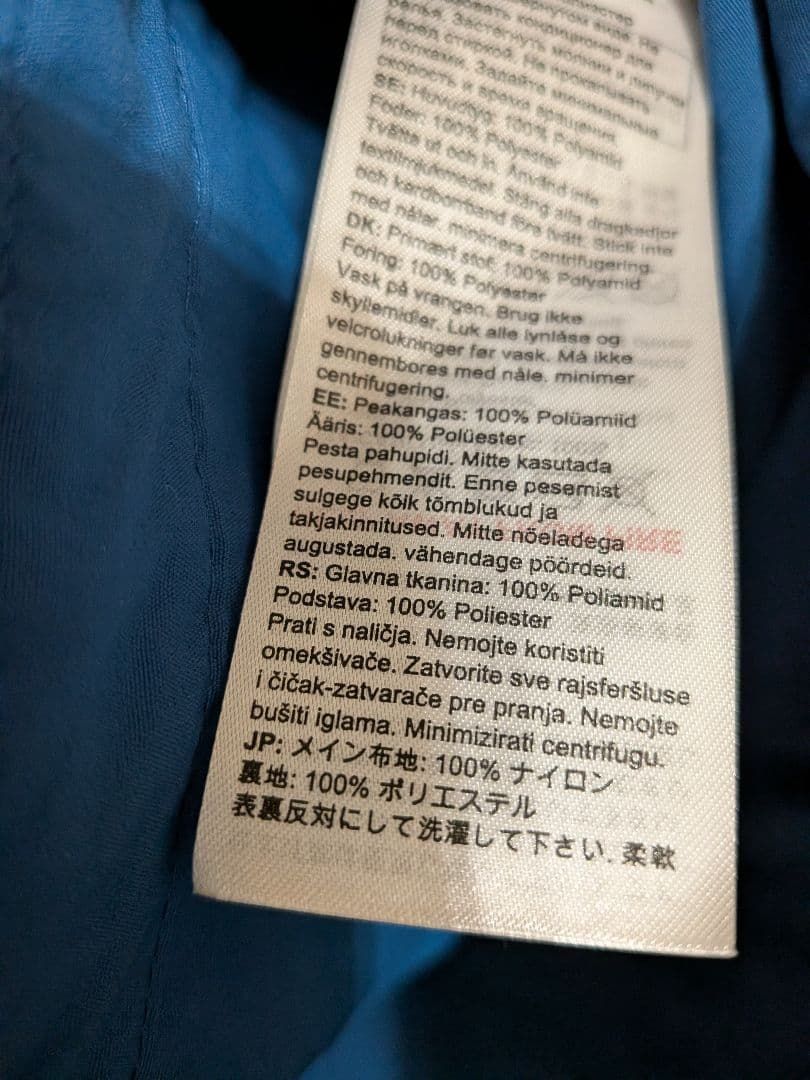 скорость и время вращения.
SE: Huvudtyg: 100% Polyamid
Foder: 100% Polyester
Tvätta ut och in. Använd inte
textilmjukmedel. Stäng alla dragkedjor
och kardborrband före tvätt. Stick inte
med nålar, minimera centrifugering.
DK: Primært stof: 100% Polyamid
Foring: 100% Polyester
Vask på vrangen. Brug ikke
skyllemidler. Luk alle lynlåse og
velcrolukninger før vask. Må ikke
gennembores med nåle. minimer
centrifugering.
EE: Peakangas: 100% Polüamiid
Ääris: 100% Polüester
Pesta pahupidi. Mitte kasutada
pesupehmendit. Enne pesemist
sulgege kõik tõmblukud ja
takjakinnitused. Mitte nõeladega
augustada. vähendage pöördeid.
RS: Glavna tkanina: 100% Poliamid
Podstava: 100% Poliester
Prati s naličja. Nemojte koristiti
omekšivače. Zatvorite sve rajsferšluse
i čičak-zatvarače pre pranja. Nemojte
bušiti iglama. Minimizirati centrifugu.
JP: メイン布地: 100% ナイロン
裏地: 100% ポリエステル
表裏反対にして洗濯して下さい. 柔軟